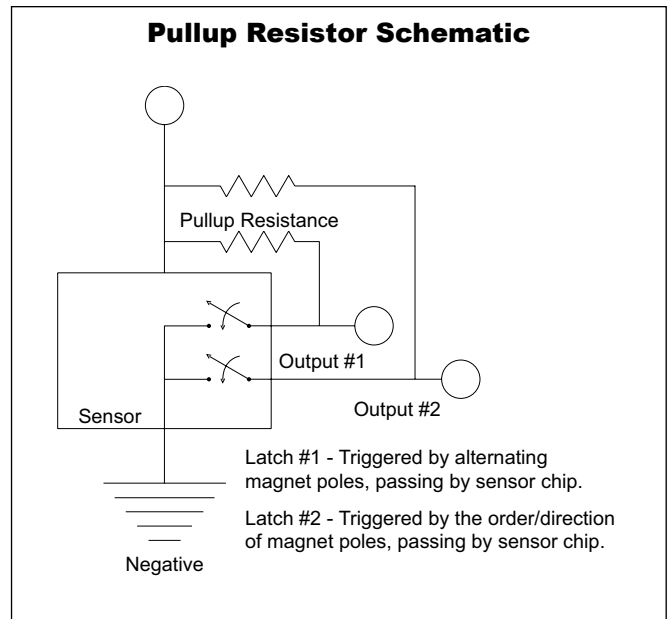 Pullup Resistor Schematic
Pullup Resistance
Output #1
Output #2
Sensor
Latch #1 - Triggered by alternating
magnet poles, passing by sensor chip.
Latch #2 - Triggered by the order/direction
of magnet poles, passing by sensor chip.
Negative